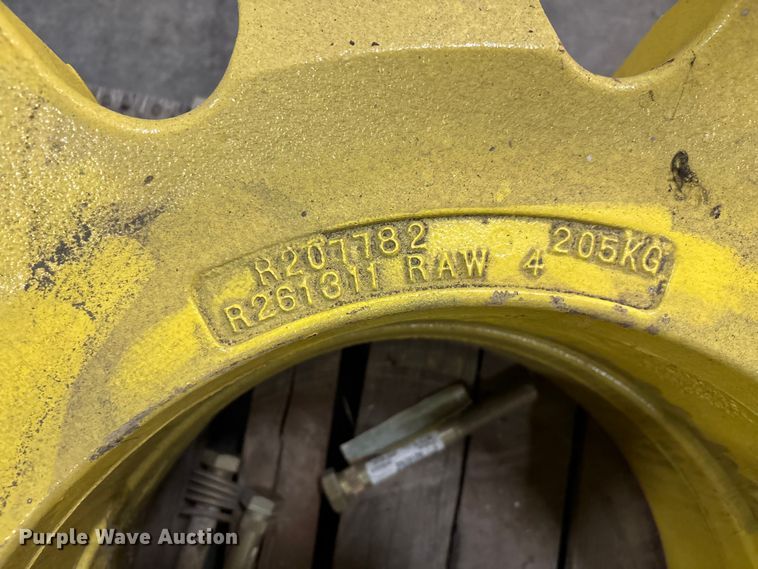 R207782 205KG
R261311 RAW 4
Purple Wave Auction